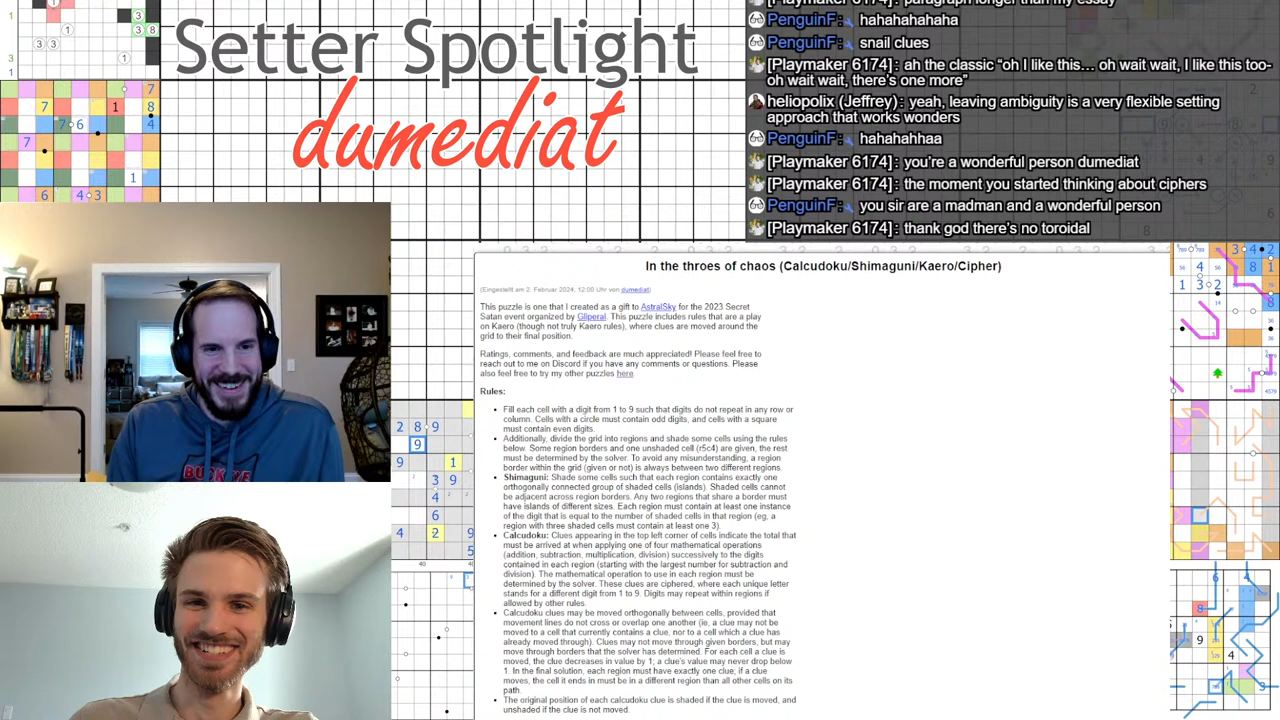 Setter Spotlight
dumediat
paragraph longer than my essay
PenguinF: hahahahahaha
PenguinF: snail clues
[Playmaker 6174]: ah the classic “oh I like this… oh wait wait, I like this too-
oh wait wait, there's one more”
heliopolix (Jeffrey): yeah, leaving ambiguity is a very flexible setting
approach that works wonders
PenguinF: hahahahhaa
[Playmaker 6174]: you're a wonderful person dumediat
[Playmaker 6174]: the moment you started thinking about ciphers
PenguinF: you sir are a madman and a wonderful person
[Playmaker 6174]: thank god there's no toroidal
In the throes of chaos (Calcudoku/Shimaguni/Kaero/Cipher)
(Eingestellt am 2. Februar 2024, 12:00 Uhr von dumediat)
This puzzle is one that I created as a gift to AstralSky for the 2023 Secret
Satan event organized by Gliperal. This puzzle includes rules that are a play
on Kaero (though not truly Kaero rules), where clues are moved around the
grid to their final position.
Ratings, comments, and feedback are much appreciated! Please feel free to
reach out to me on Discord if you have any comments or questions. Please
also feel free to try my other puzzles here.
Rules:
Fill each cell with a digit from 1 to 9 such that digits do not repeat in any row or
column. Cells with a circle must contain odd digits, and cells with a square
must contain even digits.
Additionally, divide the grid into regions and shade some cells using the rules
below. Some region borders and one unshaded cell (r5c4) are given, the rest
must be determined by the solver. To avoid any misunderstanding, a region
border within the grid (given or not) is always between two different regions.
Shimaguni: Shade some cells such that each region contains exactly one
orthogonally connected group of shaded cells (islands). Shaded cells cannot
be adjacent across region borders. Any two regions that share a border must
have islands of different sizes. Each region must contain at least one instance
of the digit that is equal to the number of shaded cells in that region (eg, a
region with three shaded cells must contain at least one 3).
Calcudoku: Clues appearing in the top left corner of cells indicate the total that
must be arrived at when applying one of four mathematical operations
(addition, subtraction, multiplication, division) successively to the digits
contained in each region (starting with the largest number for subtraction and
division). The mathematical operation to use in each region must be
determined by the solver. These clues are ciphered, where each unique letter
stands for a different digit from 1 to 9. Digits may repeat within regions if
allowed by other rules.
Calcudoku clues may be moved orthogonally between cells, provided that
movement lines do not cross or overlap one another (ie, a clue may not be
moved to a cell that currently contains a clue, nor to a cell which a clue has
already moved through). Clues may not move through given borders, but may
move through borders that the solver has determined. For each cell a clue is
moved, the clue decreases in value by 1; a clue's value may never drop below
1. In the final solution, each region must have exactly one clue; if a clue
moves, the cell it ends in must be in a different region than all other cells on its
path.
The original position of each calcudoku clue is shaded if the clue is moved, and
unshaded if the clue is not moved.